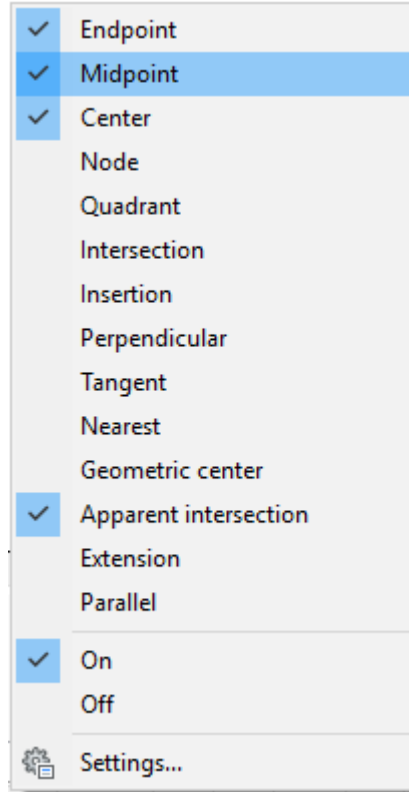 Endpoint
Midpoint
Center
Node
Quadrant
Intersection
Insertion
Perpendicular
Tangent
Nearest
Geometric center
Apparent intersection
Extension
Parallel
On
Off
Settings...